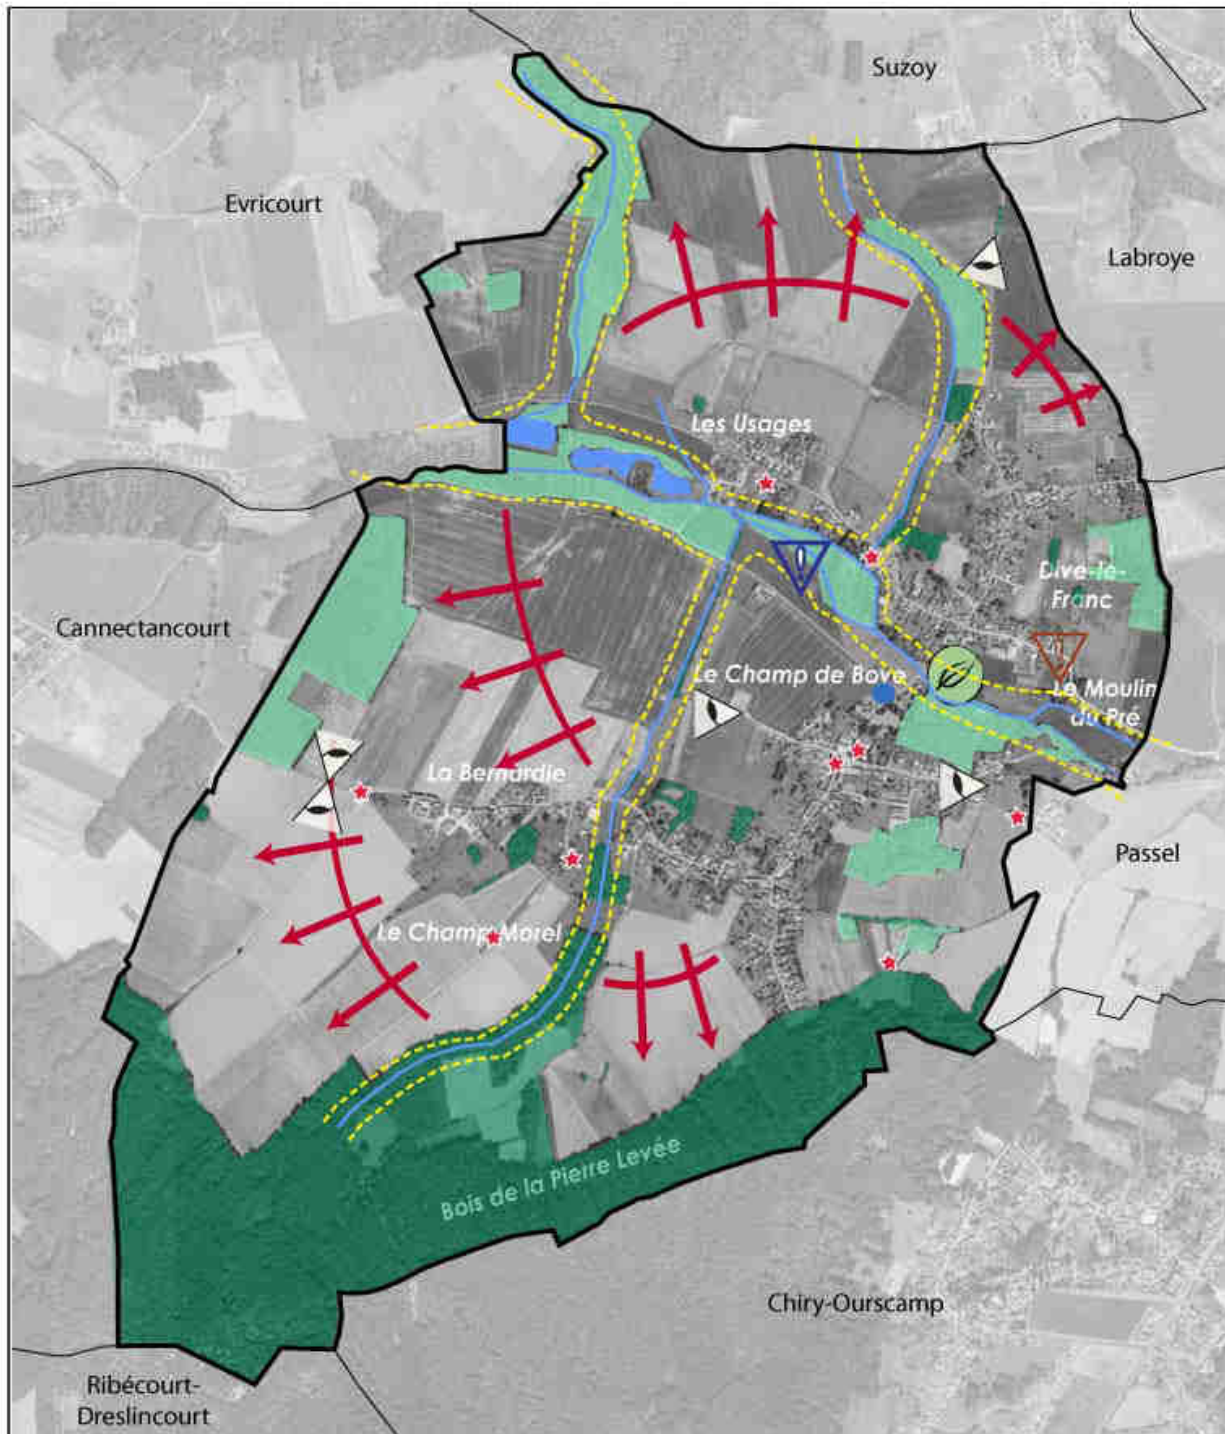 Suzoy
Evricourt
Labroye
Les Usages
Dive-le-
Franc
Cannectancourt
Le Champ de Bove
Le Moulin
du Pré
La Bernardie
Passel
Le Champ Morel
Bois de la Pierre Levée
Chiry-Ourscamp
Ribécourt-
Dreslincourt